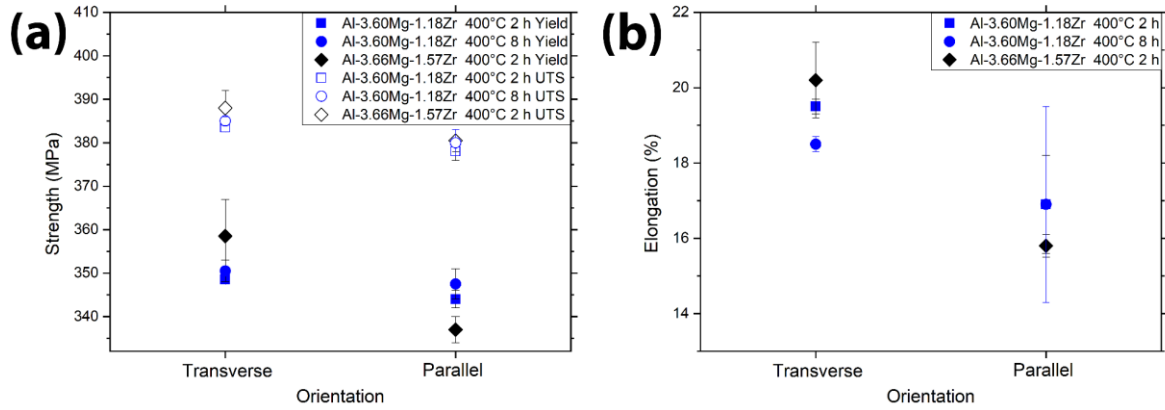 (a)
410
400
390
380
370
360
350
340
Strength (MPa)
Al-3.60Mg-1.18Zr 400°C 2 h Yield
Al-3.60Mg-1.18Zr 400°C 8 h Yield
Al-3.66Mg-1.57Zr 400°C 2 h Yield
Al-3.60Mg-1.18Zr 400°C 2 h UTS
Al-3.60Mg-1.18Zr 400°C 8 h UTS
Al-3.66Mg-1.57Zr 400°C 2 h UTS
Transverse
Parallel
Orientation
(b)
22
20
18
16
14
Elongation (%)
Al-3.60Mg-1.18Zr 400°C 2 h
Al-3.60Mg-1.18Zr 400°C 8 h
Al-3.66Mg-1.57Zr 400°C 2 h
Transverse
Parallel
Orientation